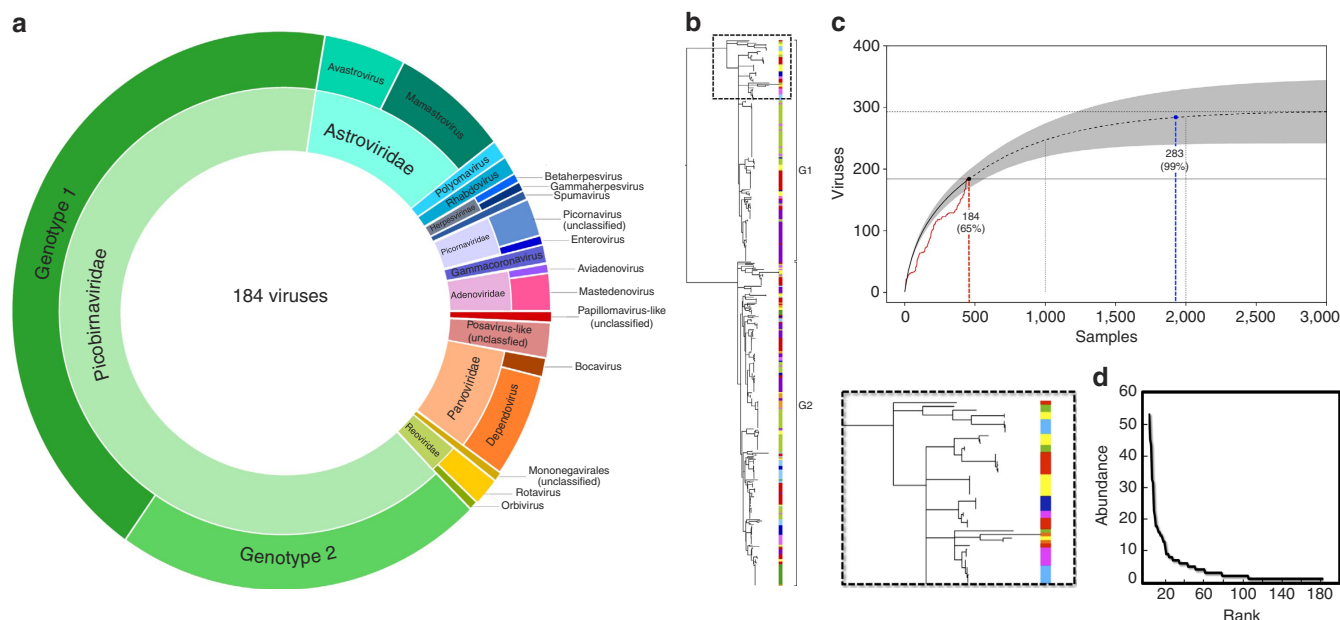 a
Genotype 1
Picobirnaviridae
Genotype 2
184 viruses
Avastrovirus
Mamastrovirus
Astroviridae
Polyomavirus
Rhabdovirus
Herpesvirinae
Betaherpesvirus
Gammaherpesvirus
Spumavirus
Picornaviridae
Picornavirus
(unclassified)
Enterovirus
Gammacoronavirus
Aviadenovirus
Adenoviridae
Mastedenovirus
Papillomavirus-like
(unclassified)
Posavirus-like
(unclassfied)
Bocavirus
Parvoviridae
Dependovirus
Reoviridae
Mononegavirales
(unclassified)
Rotavirus
Orbivirus
b
G1
G2
c
Viruses
400
300
200
100
0
184
(65%)
283
(99%)
0
500
1,000
1,500
2,000
2,500
3,000
Samples
d
Abundance
60
50
40
30
20
10
0
20
60
100
140
180
Rank